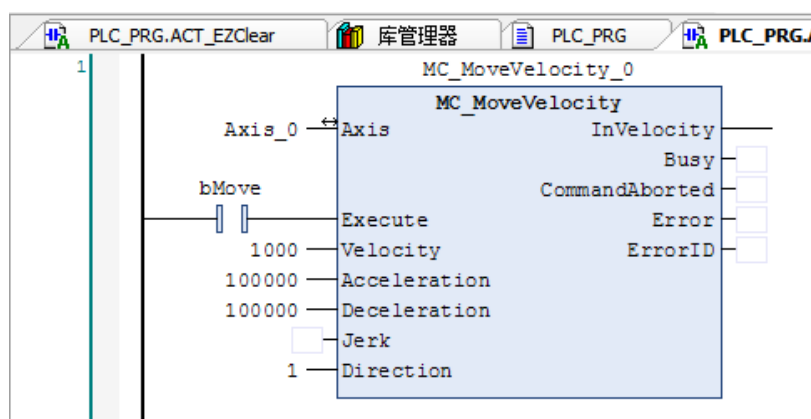 PLC_PRG.ACT_EZClear 库管理器 PLC_PRG PLC_PRG.
1
MC_MoveVelocity_0
MC_MoveVelocity
Axis_0 Axis InVelocity
Busy
bMove CommandAborted
Execute Error
1000 Velocity ErrorID
100000 Acceleration
100000 Deceleration
Jerk
1 Direction